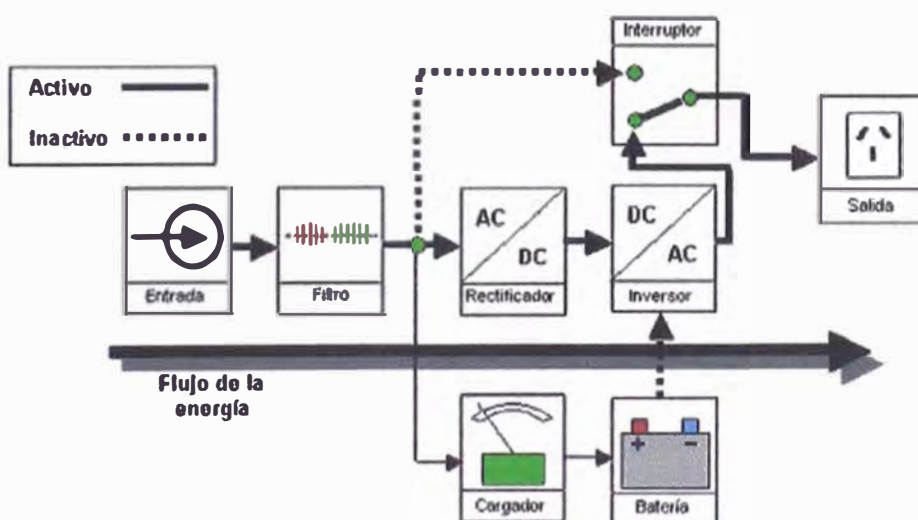 Interruptor
Activo
Inactivo
AC
DC
DC
AC
Entrada
Filtro
Rectificador
Inversor
Salida
Flujo de la
energía
+ −
Cargador
Batería